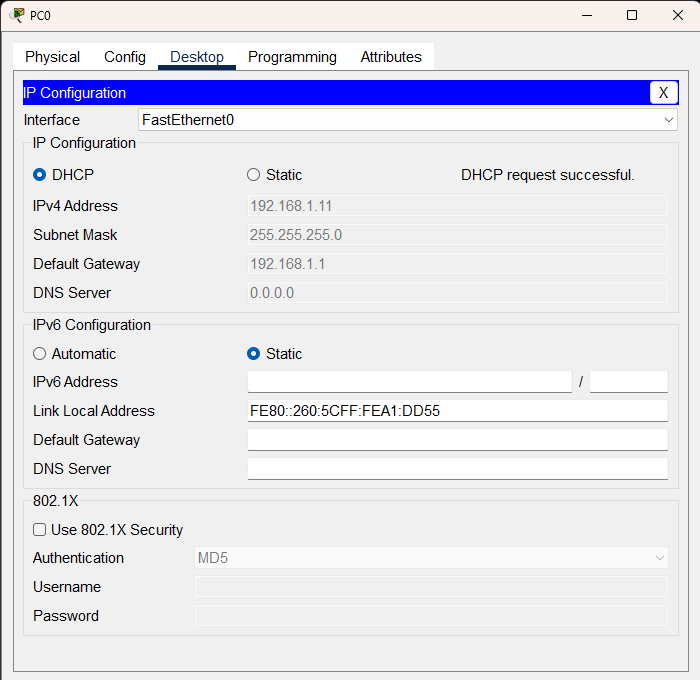 PC0
Physical Config Desktop Programming Attributes
IP Configuration X
Interface FastEthernet0
IP Configuration
DHCP Static DHCP request successful.
IPv4 Address 192.168.1.11
Subnet Mask 255.255.255.0
Default Gateway 192.168.1.1
DNS Server 0.0.0.0
IPv6 Configuration
Automatic Static
IPv6 Address /
Link Local Address FE80::260:5CFF:FEA1:DD55
Default Gateway
DNS Server
802.1X
Use 802.1X Security
Authentication MD5
Username
Password